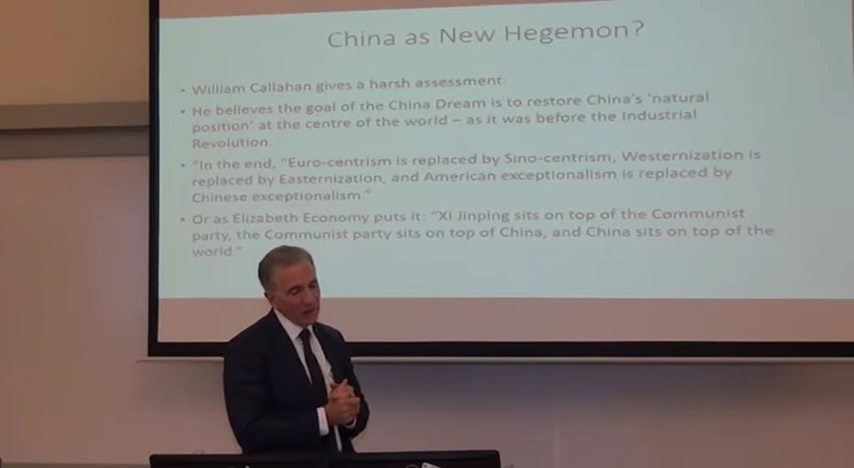 China as New Hegemon?
• William Callahan gives a harsh assessment
• He believes the goal of the China Dream is to restore China's 'natural
position' at the centre of the world – as it was before the Industrial
Revolution.
• "In the end, "Euro-centrism is replaced by Sino-centrism, Westernization is
replaced by Easternization, and American exceptionalism is replaced by
Chinese exceptionalism."
• Or as Elizabeth Economy puts it: "Xi Jinping sits on top of the Communist
party, the Communist party sits on top of China, and China sits on top of the
world."